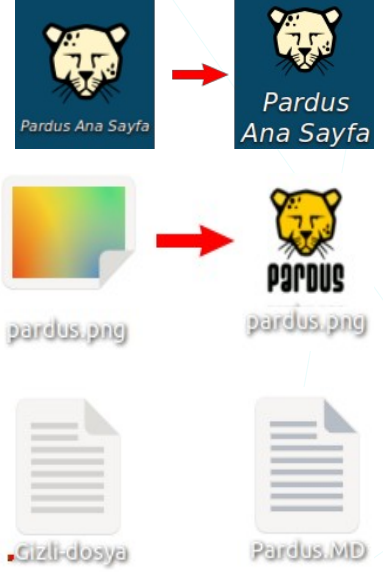 Pardus Ana Sayfa
Pardus
Ana Sayfa
pardus.png
PARDUS
pardus.png
.Gizli-dosya
Pardus.MD